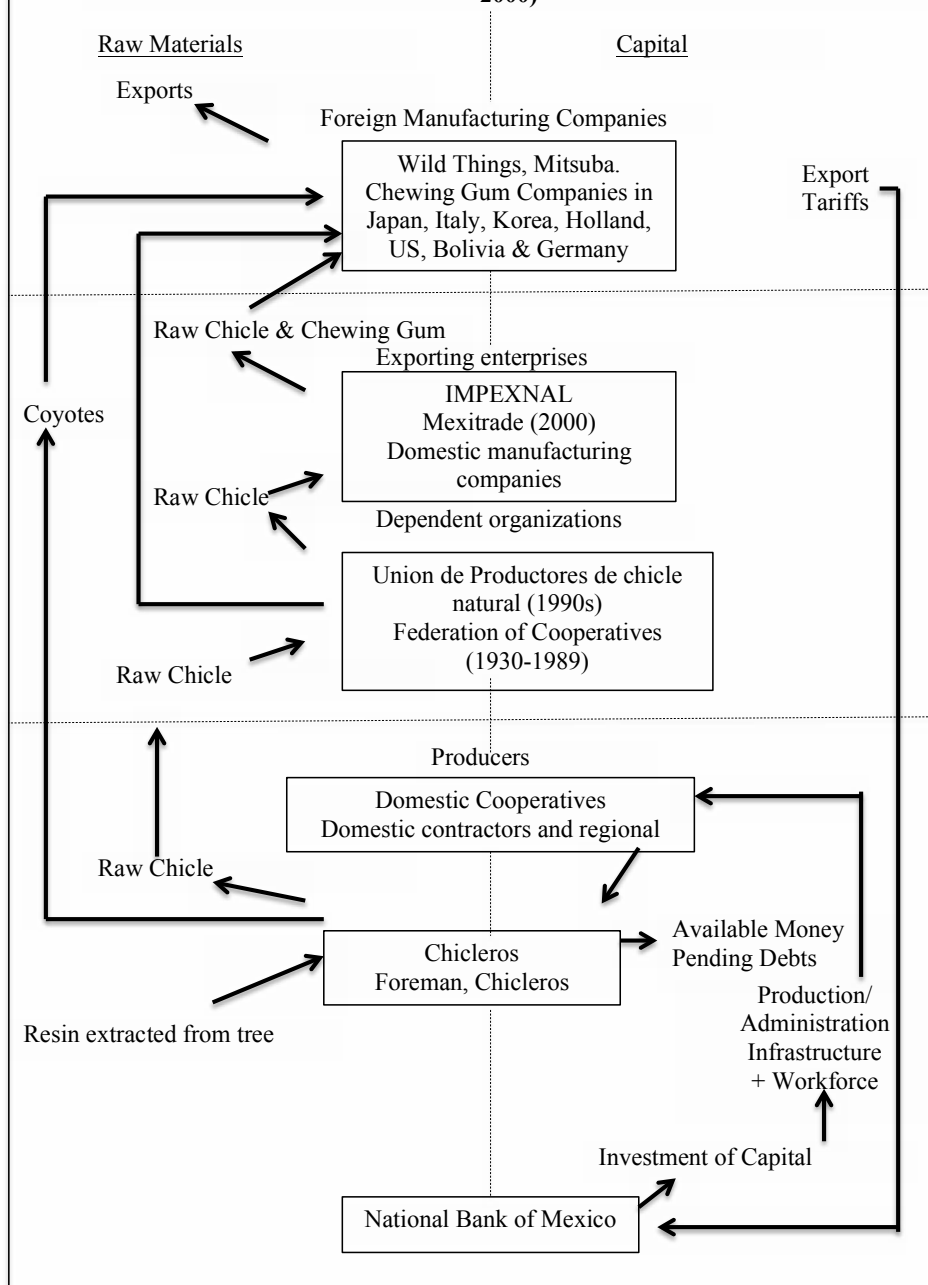 2000)
Raw Materials
Capital
Exports
Foreign Manufacturing Companies
Wild Things, Mitsuba.
Chewing Gum Companies in
Japan, Italy, Korea, Holland,
US, Bolivia & Germany
Export
Tariffs
Raw Chicle & Chewing Gum
Exporting enterprises
IMPEXNAL
Mexitrade (2000)
Domestic manufacturing
companies
Coyotes
Raw Chicle
Dependent organizations
Union de Productores de chicle
natural (1990s)
Federation of Cooperatives
(1930-1989)
Raw Chicle
Producers
Domestic Cooperatives
Domestic contractors and regional
Raw Chicle
Chicleros
Foreman, Chicleros
Available Money
Pending Debts
Resin extracted from tree
Production/
Administration
Infrastructure
+ Workforce
Investment of Capital
National Bank of Mexico